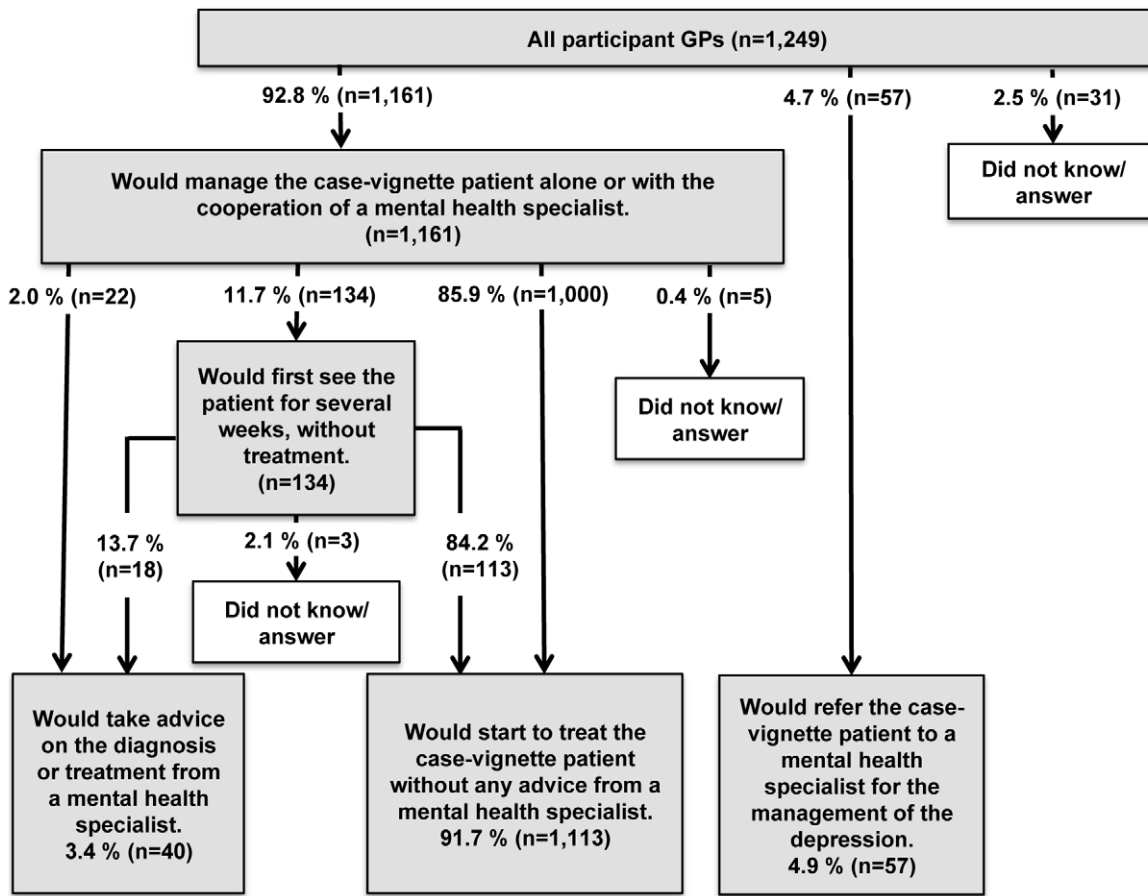 All participant GPs (n=1,249)
92.8 % (n=1,161)
4.7 % (n=57)
2.5 % (n=31)
Did not know/
answer
Would manage the case-vignette patient alone or with the
cooperation of a mental health specialist.
(n=1,161)
2.0 % (n=22)
11.7 % (n=134)
85.9 % (n=1,000)
0.4 % (n=5)
Would first see the
patient for several
weeks, without
treatment.
(n=134)
Did not know/
answer
13.7 %
(n=18)
2.1 % (n=3)
84.2 %
(n=113)
Did not know/
answer
Would take advice
on the diagnosis
or treatment from
a mental health
specialist.
3.4 % (n=40)
Would start to treat the
case-vignette patient
without any advice from a
mental health specialist.
91.7 % (n=1,113)
Would refer the case-
vignette patient to a
mental health
specialist for the
management of the
depression.
4.9 % (n=57)